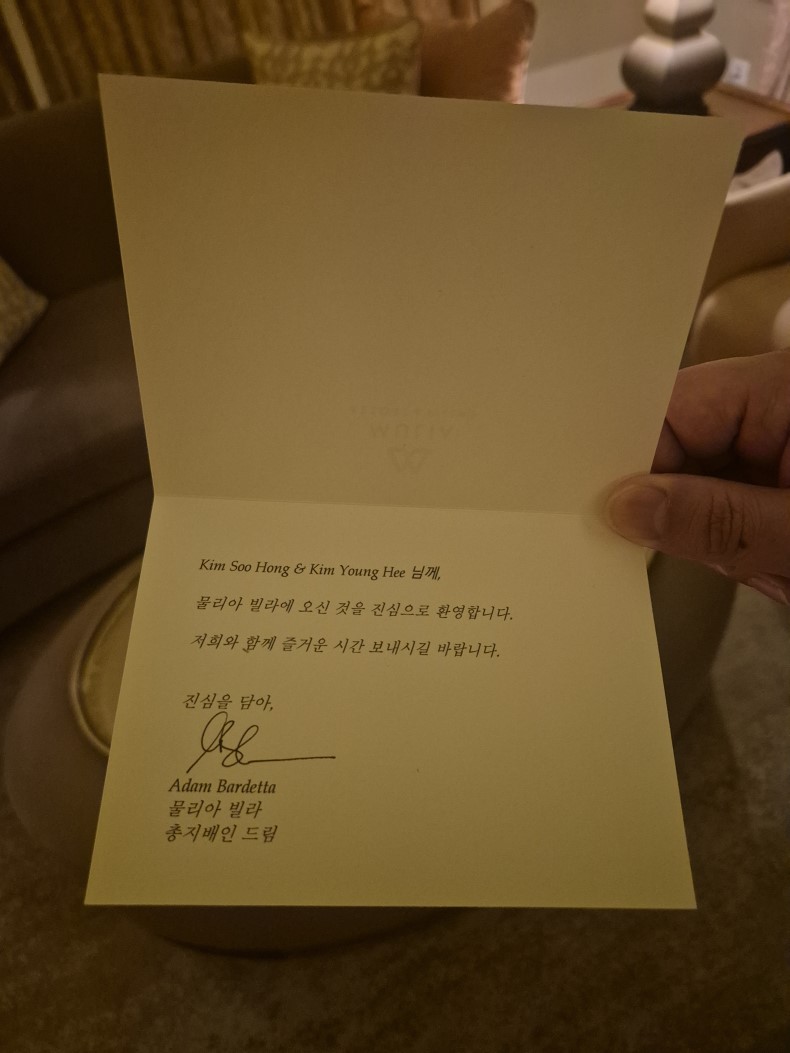 Kim Soo Hong & Kim Young Hee 님께,
물리아 빌라에 오신 것을 진심으로 환영합니다.
저희와 함께 즐거운 시간 보내시길 바랍니다.
진심을 담아,
Adam Bardetta
물리아 빌라
총지배인 드림